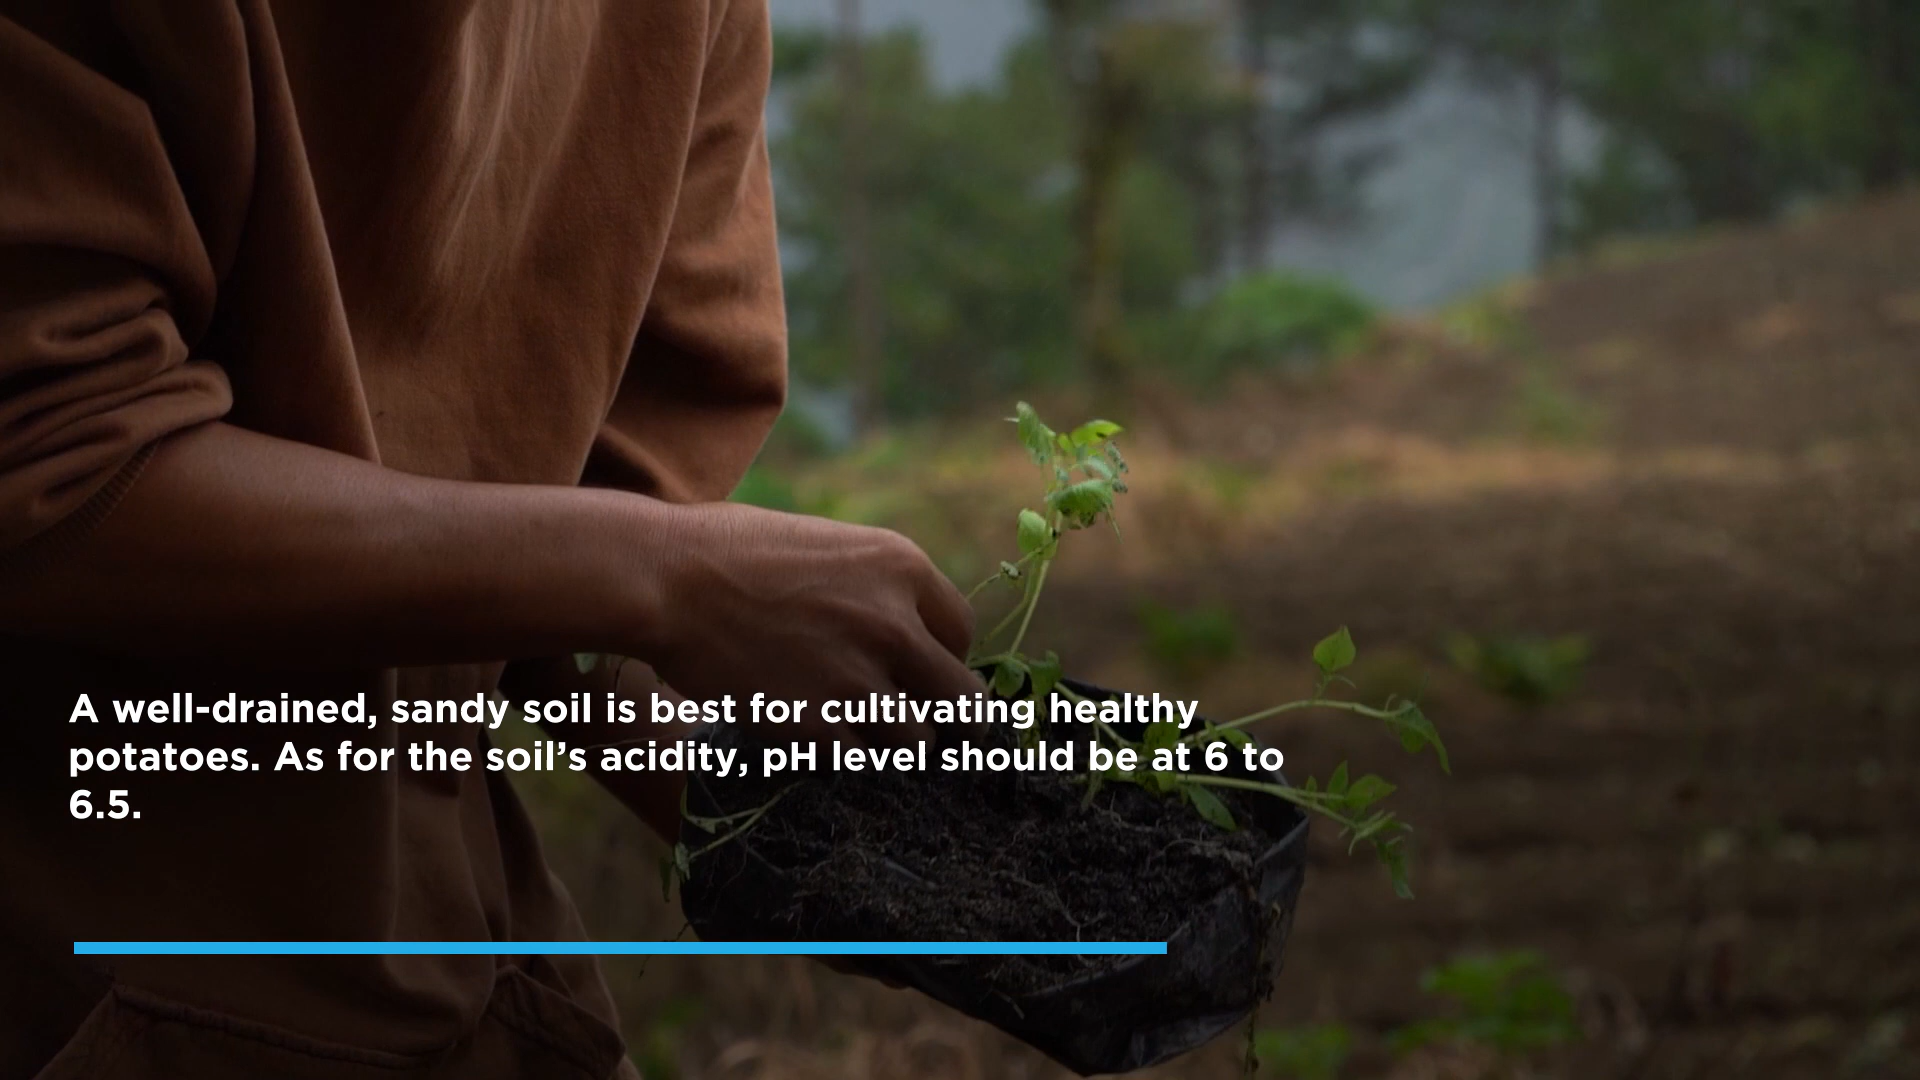 A well-drained, sandy soil is best for cultivating healthy
potatoes. As for the soil’s acidity, pH level should be at 6 to
6.5.